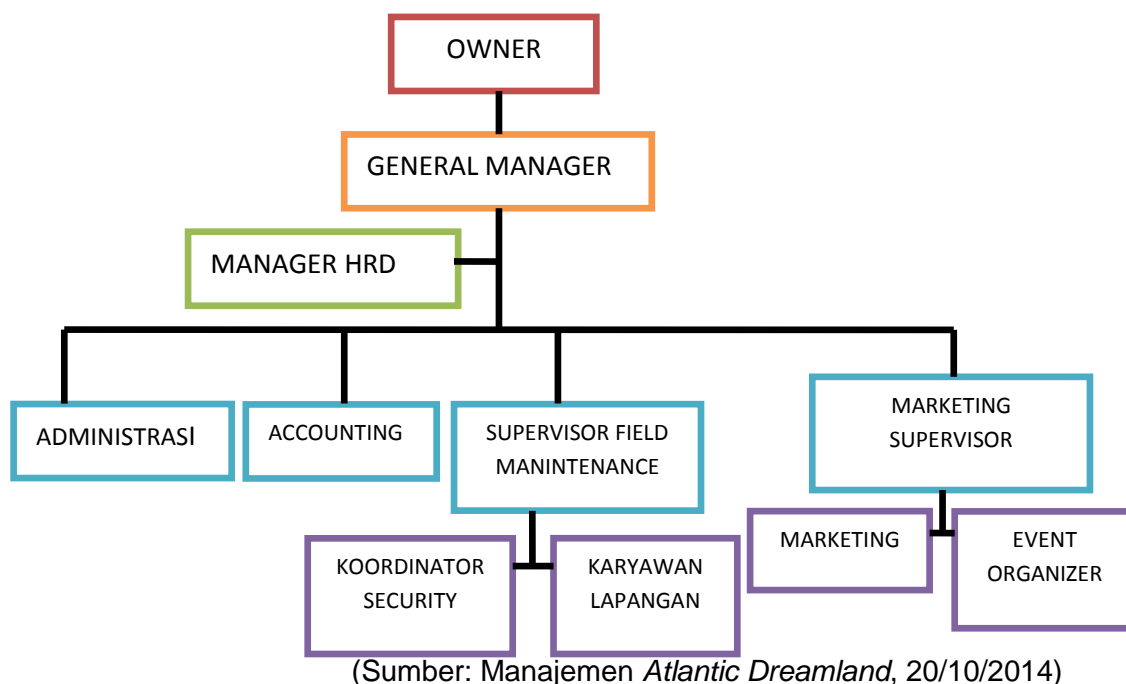 OWNER
GENERAL MANAGER
MANAGER HRD
ADMINISTRASI
ACCOUNTING
SUPERVISOR FIELD
MANINTENANCE
MARKETING
SUPERVISOR
KOORDINATOR
SECURITY
KARYAWAN
LAPANGAN
MARKETING
EVENT
ORGANIZER
(Sumber: Manajemen Atlantic Dreamland, 20/10/2014)